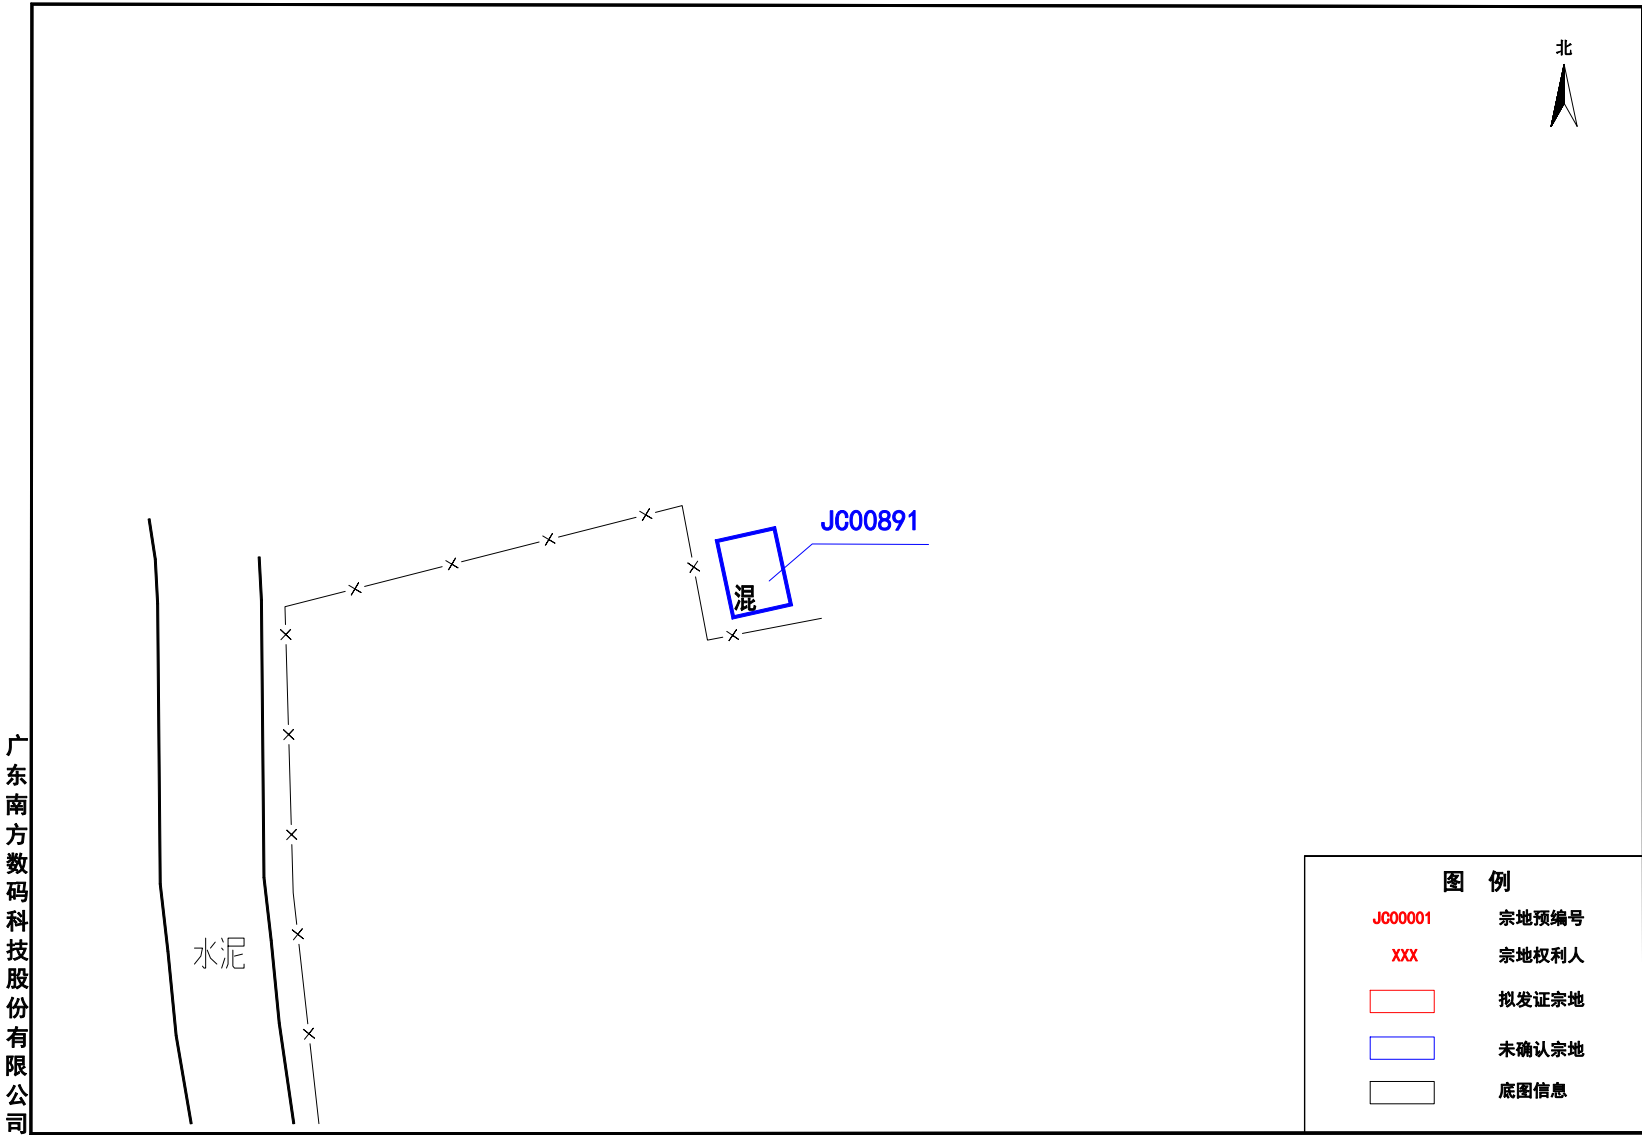 北
JC00891
混
水泥
广东南方数码科技股份有限公司
图 例
JC00001 宗地预编号
XXX 宗地权利人
拟发证宗地
未确认宗地
底图信息